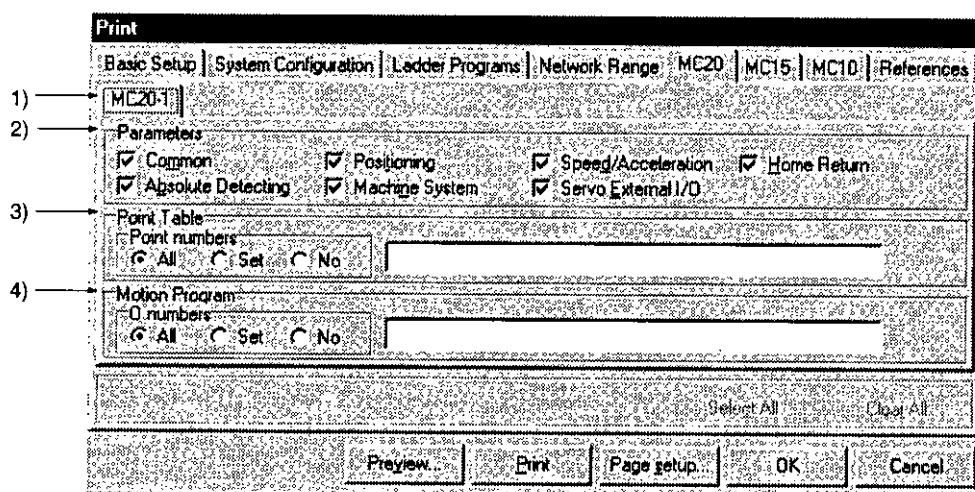 Print
Basic Setup System Configuration Ladder Programs Network Range MC20 MC15 MC10 References
1) MC20-1
2) Parameters
Common Positioning Speed/Acceleration Home Return
Absolute Detecting Machine System Servo External I/O
3) Point Table
Point numbers
All Set No
4) Motion Program
O numbers
All Set No
Select All Clear All
Preview... Print Page setup... OK Cancel